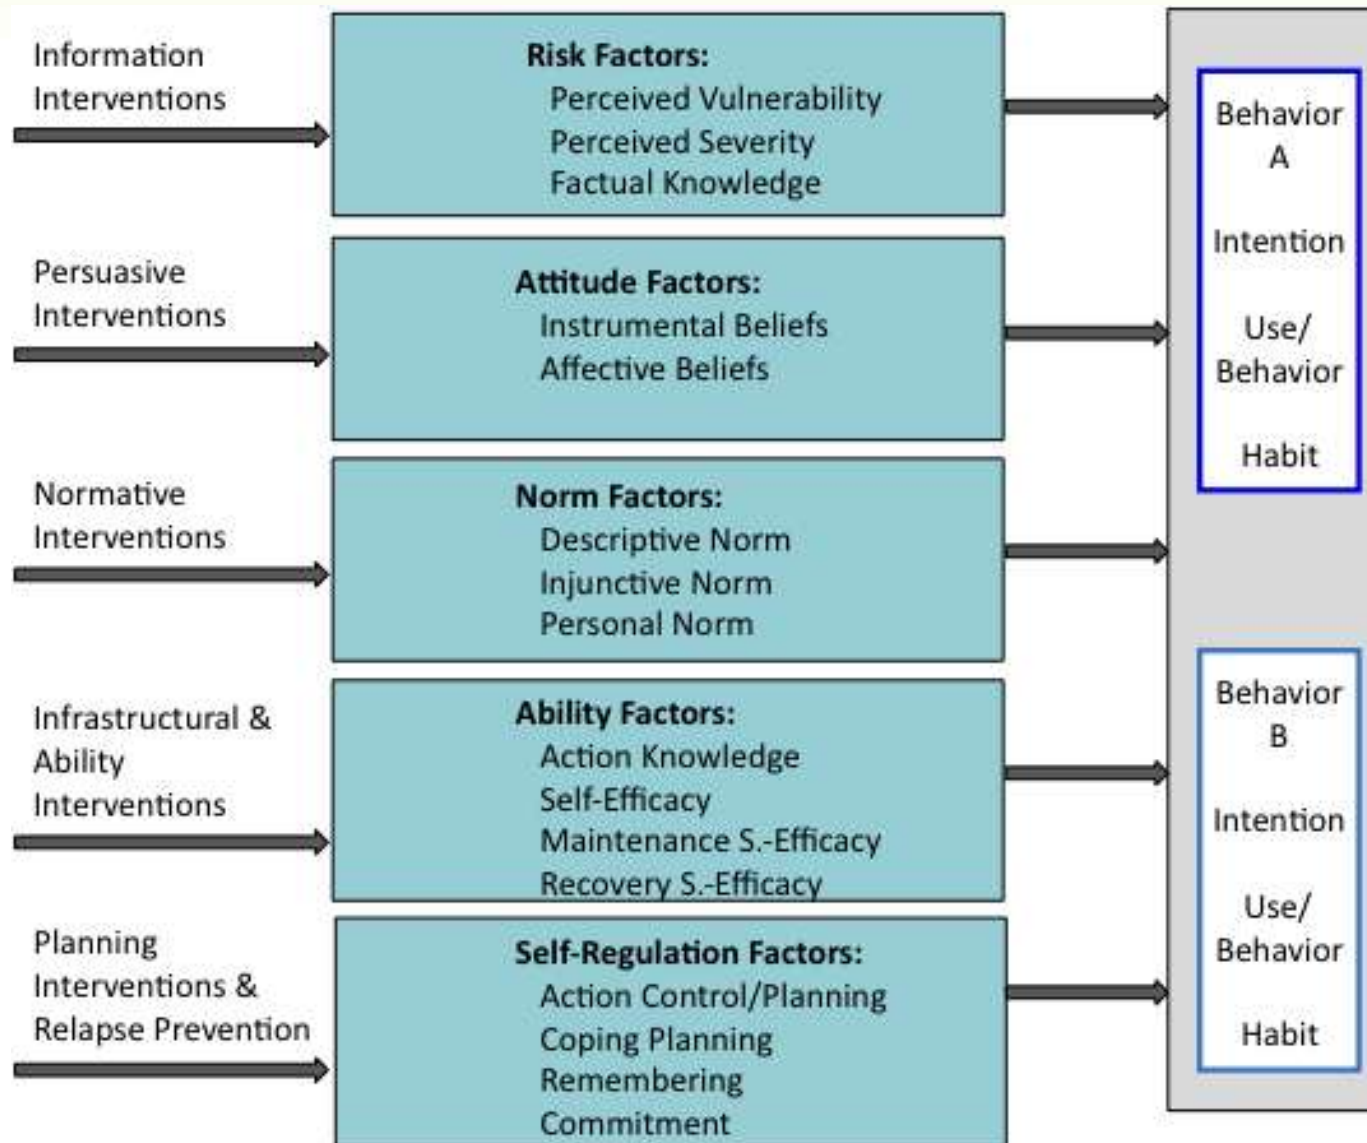 Information
Interventions
Risk Factors:
Perceived Vulnerability
Perceived Severity
Factual Knowledge
Persuasive
Interventions
Attitude Factors:
Instrumental Beliefs
Affective Beliefs
Normative
Interventions
Norm Factors:
Descriptive Norm
Injunctive Norm
Personal Norm
Infrastructural &
Ability
Interventions
Ability Factors:
Action Knowledge
Self-Efficacy
Maintenance S.-Efficacy
Recovery S.-Efficacy
Planning
Interventions &
Relapse Prevention
Self-Regulation Factors:
Action Control/Planning
Coping Planning
Remembering
Commitment
Behavior
A
Intention
Use/
Behavior
Habit
Behavior
B
Intention
Use/
Behavior
Habit